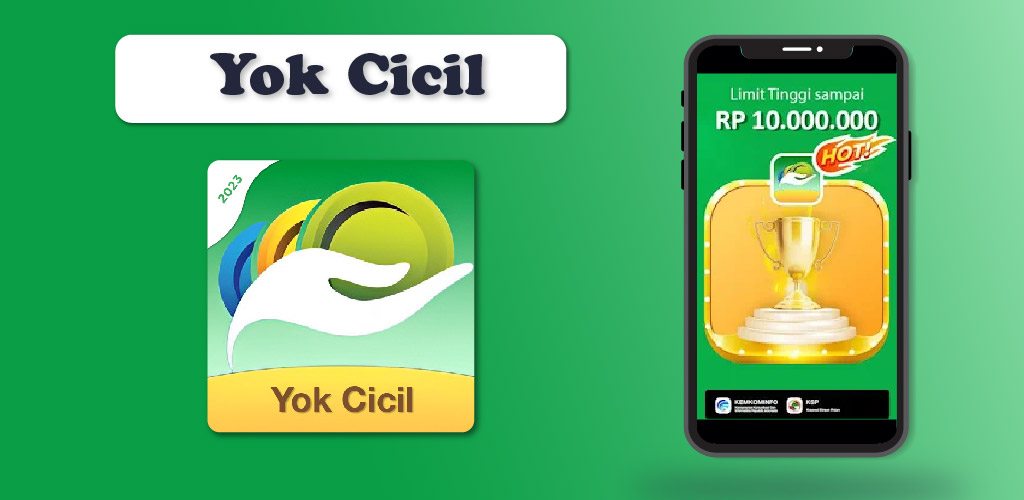 Yok Cicil
2023
Yok Cicil
Limit Tinggi sampai
RP 10.000.000
HOT!
KEMKOMINFO
KSP